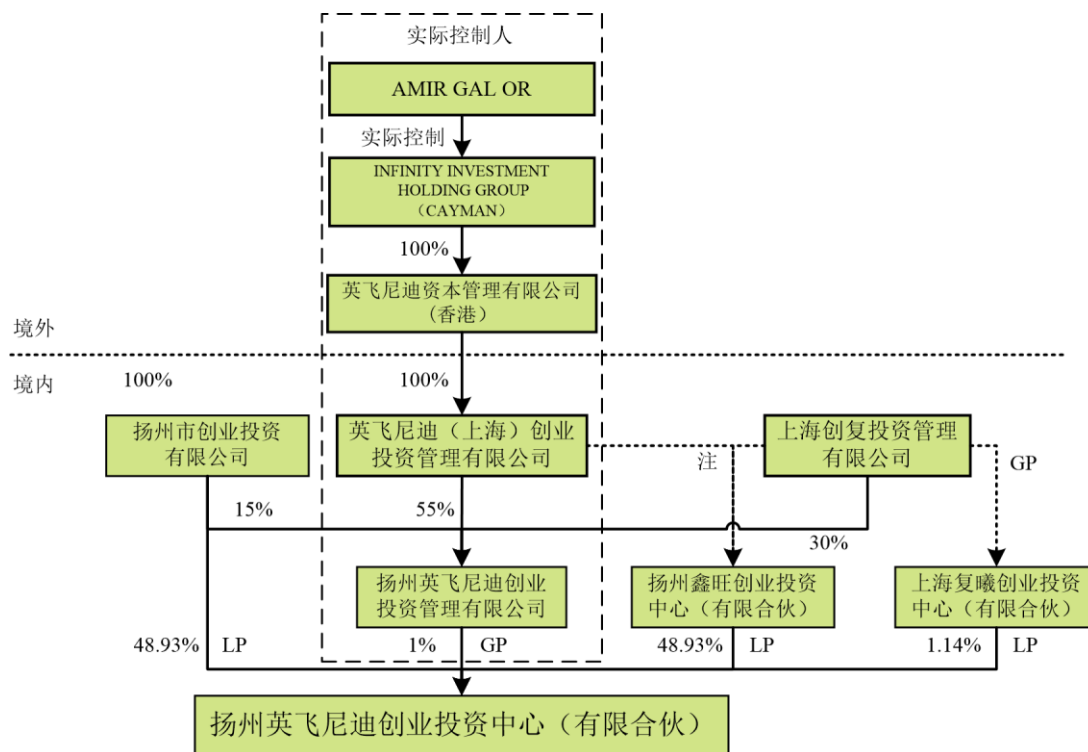 实际控制人
AMIR GAL OR
实际控制
INFINITY INVESTMENT
HOLDING GROUP
（CAYMAN）
100%
英飞尼迪资本管理有限公司
(香港）
境外
境内
100%
100%
扬州市创业投资
有限公司
英飞尼迪（上海）创业
投资管理有限公司
上海创复投资管理
有限公司
注
GP
15%
55%
30%
扬州英飞尼迪创业
投资管理有限公司
扬州鑫旺创业投资
中心（有限合伙）
上海复曦创业投资
中心（有限合伙）
48.93%
LP
1%
GP
48.93%
LP
1.14%
LP
扬州英飞尼迪创业投资中心（有限合伙）